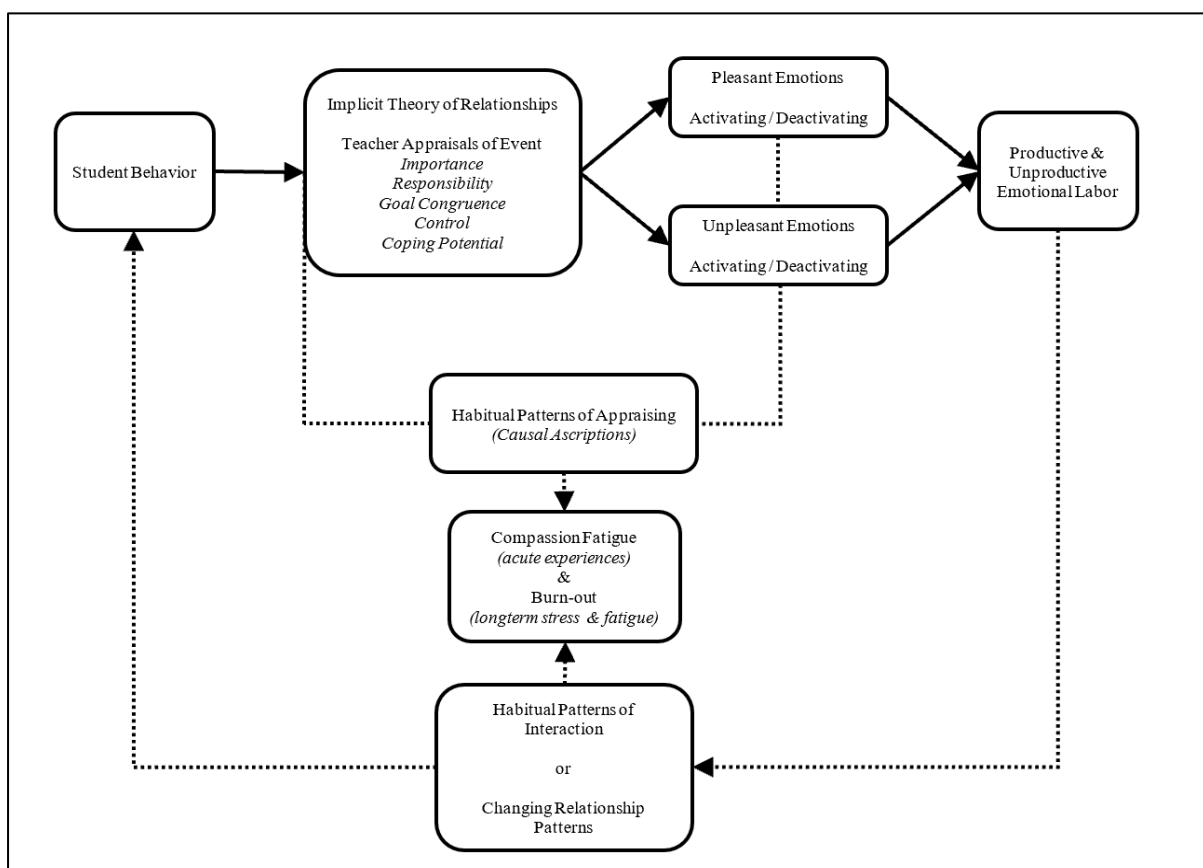 Student Behavior
Implicit Theory of Relationships
Teacher Appraisals of Event
Importance
Responsibility
Goal Congruence
Control
Coping Potential
Pleasant Emotions
Activating / Deactivating
Unpleasant Emotions
Activating / Deactivating
Productive &
Unproductive
Emotional Labor
Habitual Patterns of Appraising
(Causal Ascriptions)
Compassion Fatigue
(acute experiences)
&
Burn-out
(longterm stress & fatigue)
Habitual Patterns of
Interaction
or
Changing Relationship
Patterns